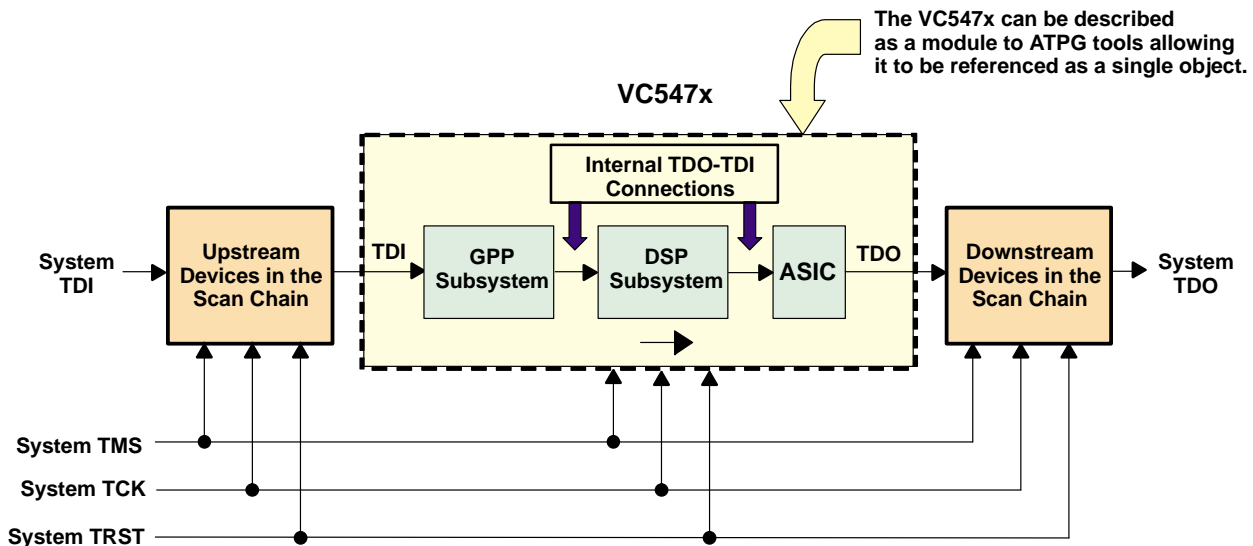 The VC547x can be described
as a module to ATPG tools allowing
it to be referenced as a single object.
VC547x
Internal TDO-TDI
Connections
System
TDI
Upstream
Devices in the
Scan Chain
TDI
GPP
Subsystem
DSP
Subsystem
ASIC
TDO
Downstream
Devices in the
Scan Chain
System
TDO
System TMS
System TCK
System TRST